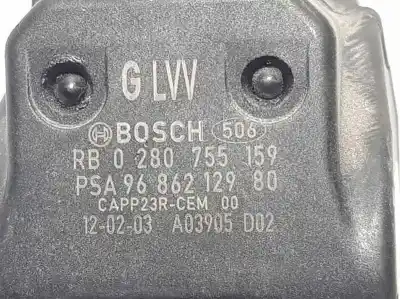 G LVV
BOSCH 506
RB 0 280 755 159
PSA 96 862 129 80
CAPP23R-CEM 00
12-02-03 A03905 D02